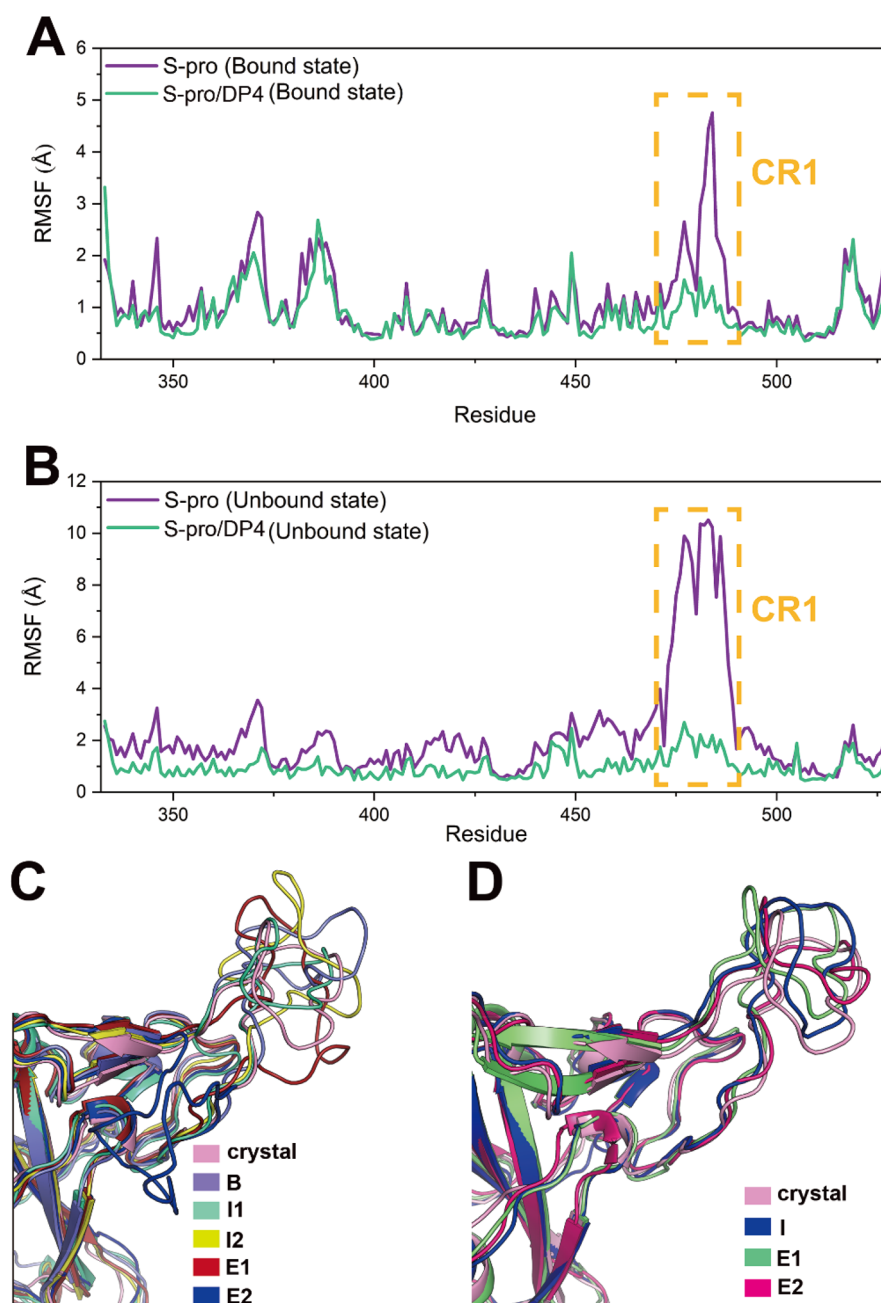 A
6
5
4
3
2
1
0
RMSF (Å)
S-pro (Bound state)
S-pro/DP4 (Bound state)
CR1
350
400
450
500
Residue
B
12
10
8
6
4
2
0
RMSF (Å)
S-pro (Unbound state)
S-pro/DP4 (Unbound state)
CR1
350
400
450
500
Residue
C
crystal
B
I1
I2
E1
E2
D
crystal
I
E1
E2